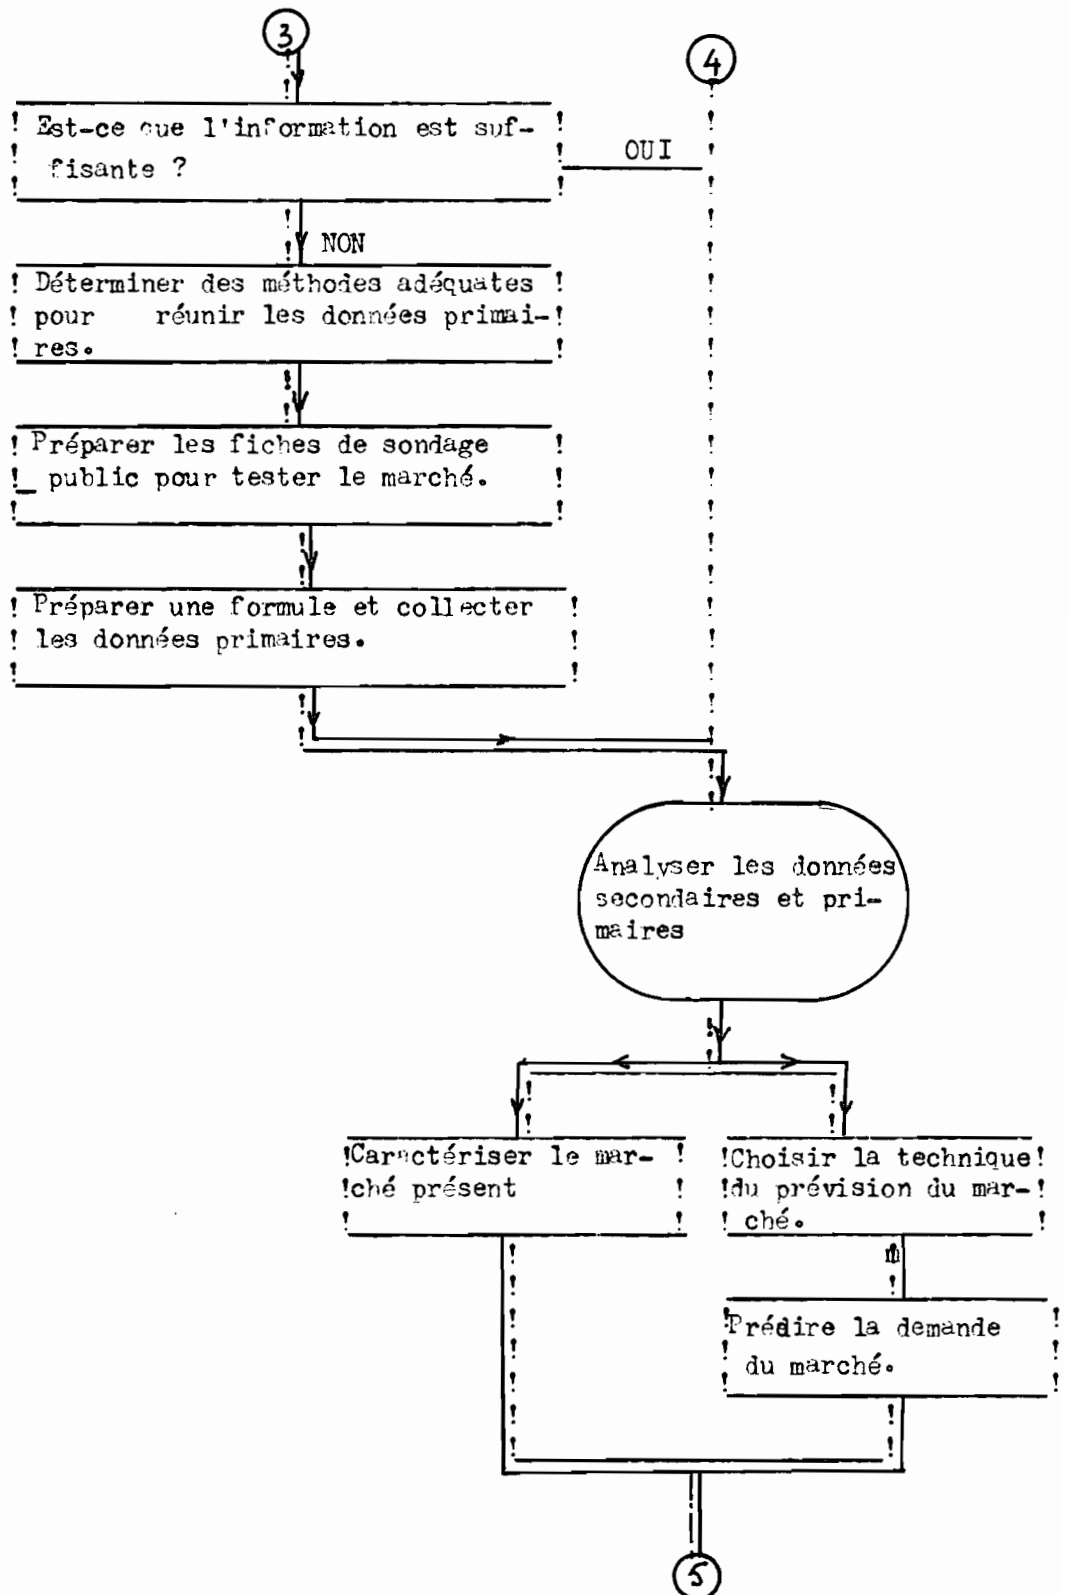 3
4
Est-ce que l'information est suf-
fisante ?
OUI
NON
Déterminer des méthodes adéquates
pour réunir les données primai-
res.
Préparer les fiches de sondage
public pour tester le marché.
Préparer une formule et collecter
les données primaires.
Analyser les données
secondaires et pri-
maires
Caractériser le mar-
ché présent
Choisir la technique
du prévision du mar-
ché.
m
Prédire la demande
du marché.
5